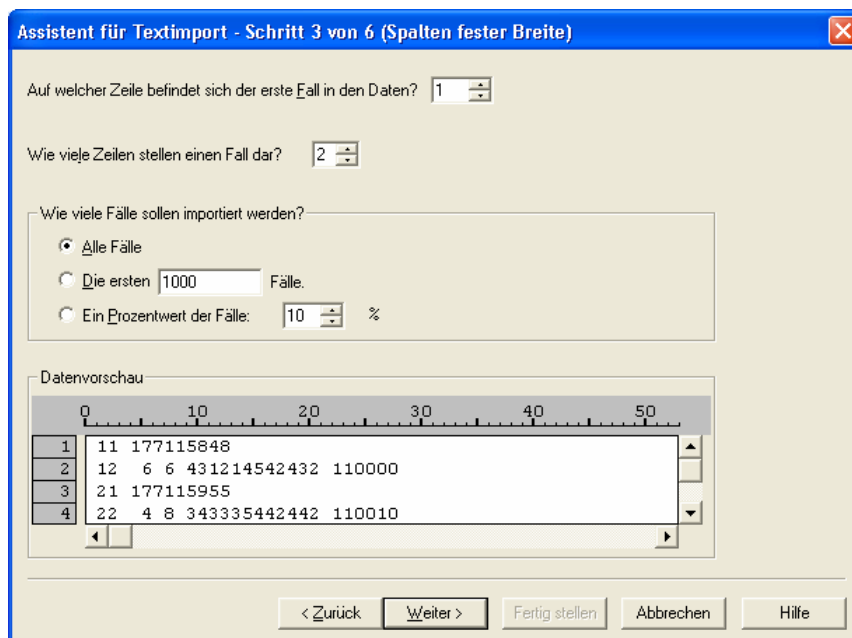 Assistent für Textimport - Schritt 3 von 6 (Spalten fester Breite)
Auf welcher Zeile befindet sich der erste Fall in den Daten? 1
Wie viele Zeilen stellen einen Fall dar? 2
Wie viele Fälle sollen importiert werden?
Alle Fälle
Die ersten 1000 Fälle.
Ein Prozentwert der Fälle: 10 %
Datenvorschau
0 10 20 30 40 50
1 11 177115848
2 12 6 6 431214542432 110000
3 21 177115955
4 22 4 8 343335442442 110010
< Zurück Weiter > Fertig stellen Abbrechen Hilfe